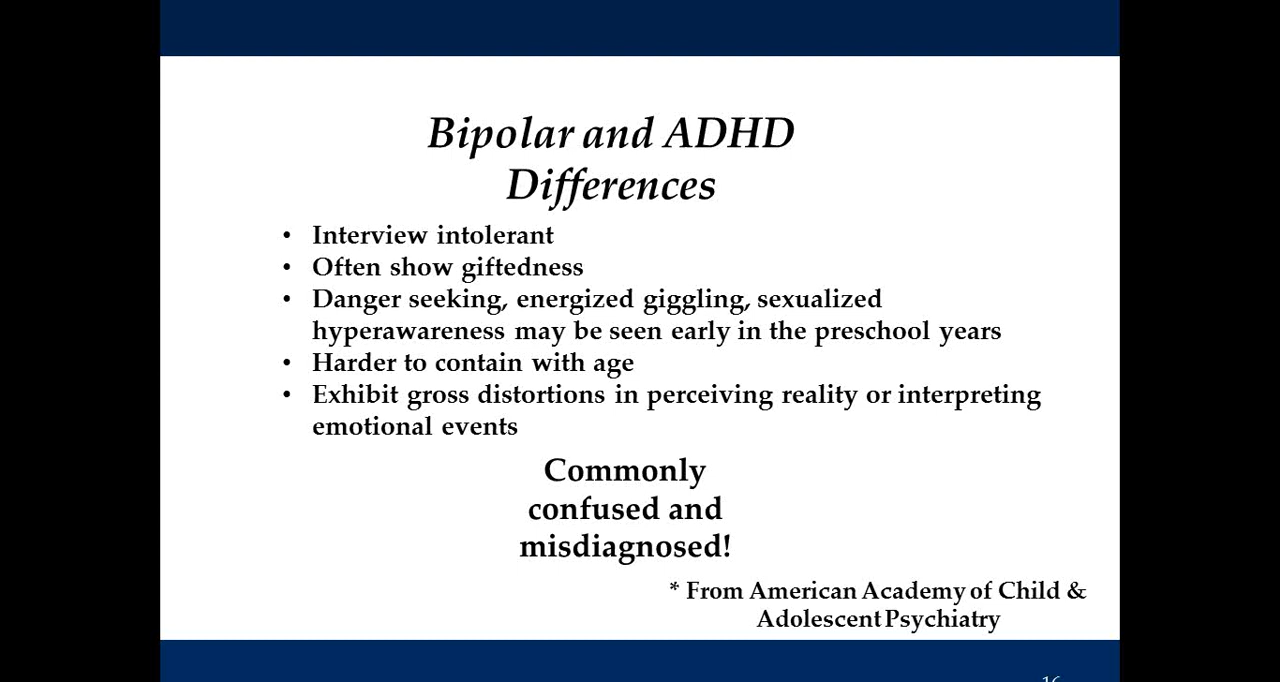 Bipolar and ADHD
Differences
• Interview intolerant
• Often show giftedness
• Danger seeking, energized giggling, sexualized
hyperawareness may be seen early in the preschool years
• Harder to contain with age
• Exhibit gross distortions in perceiving reality or interpreting
emotional events
Commonly
confused and
misdiagnosed!
* From American Academy of Child &
Adolescent Psychiatry